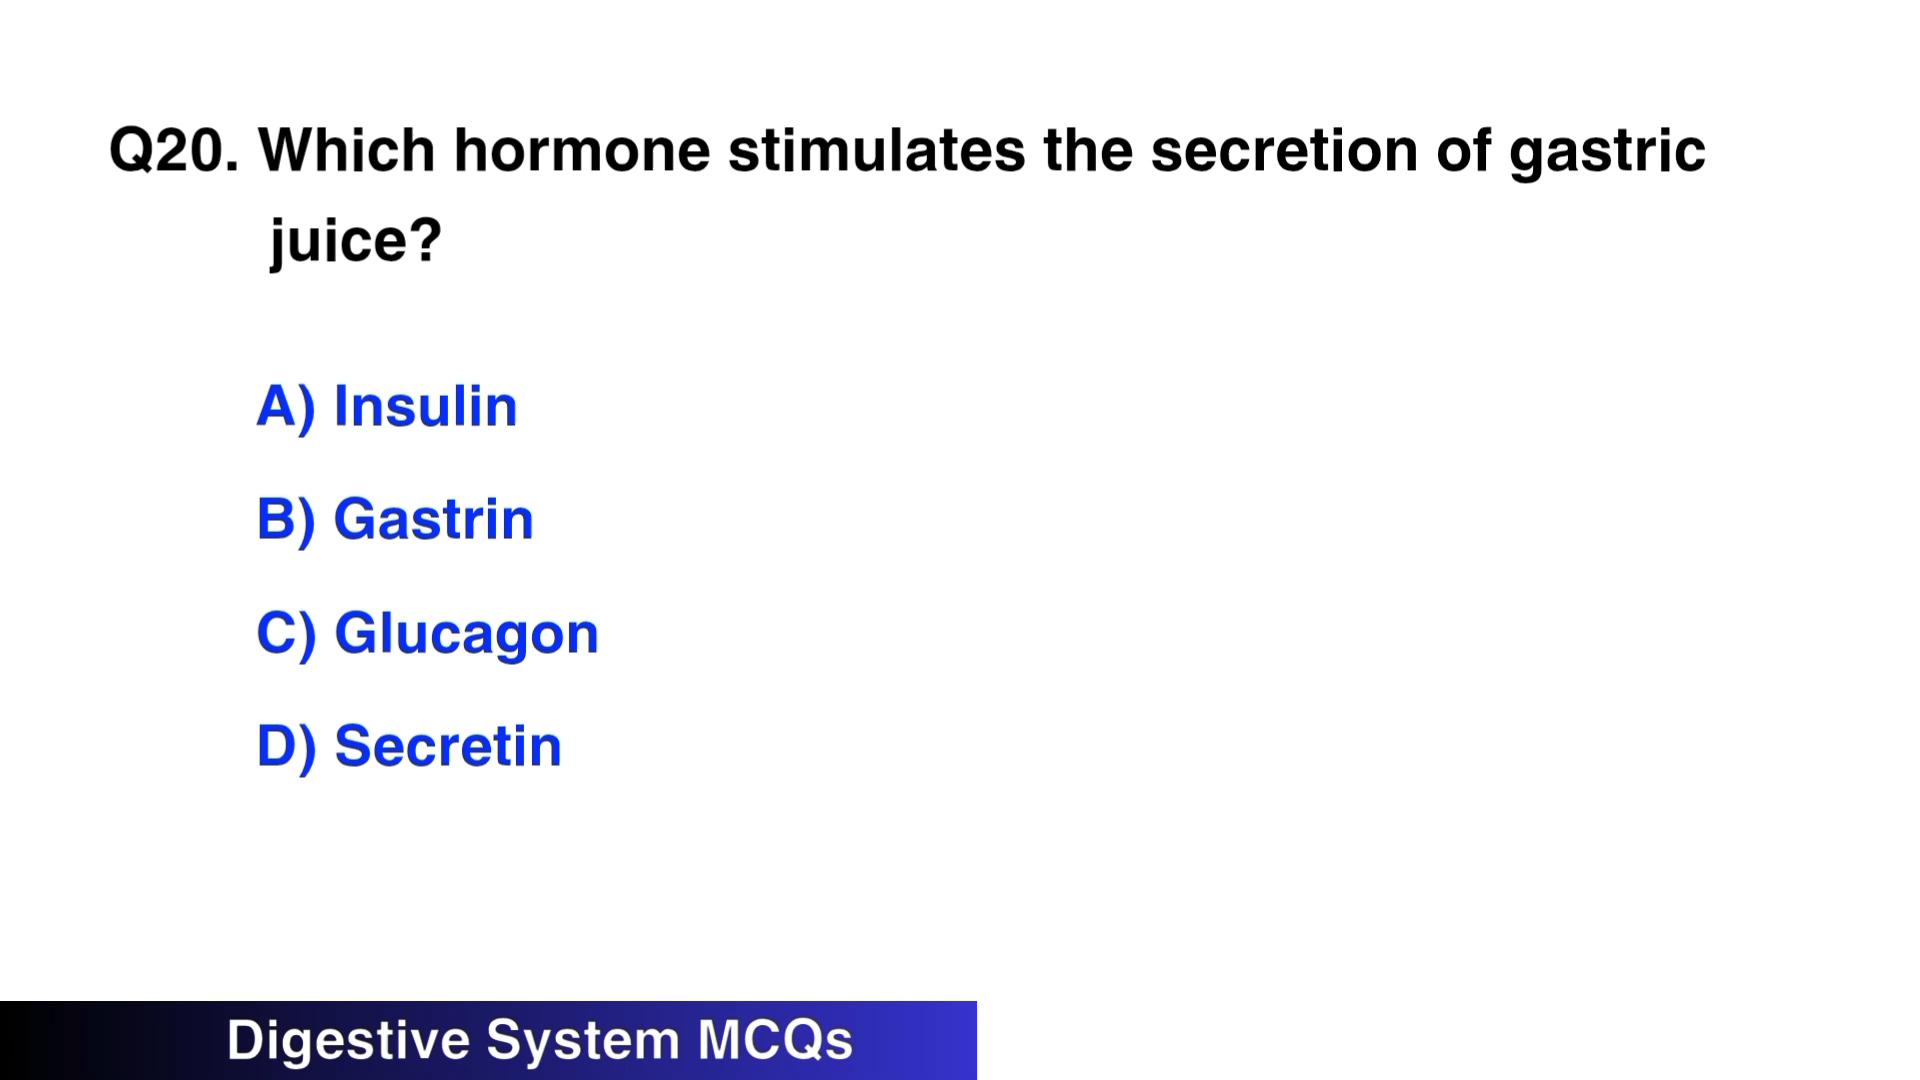 Q20. Which hormone stimulates the secretion of gastric
juice?
A) Insulin
B) Gastrin
C) Glucagon
D) Secretin
Digestive System MCQs